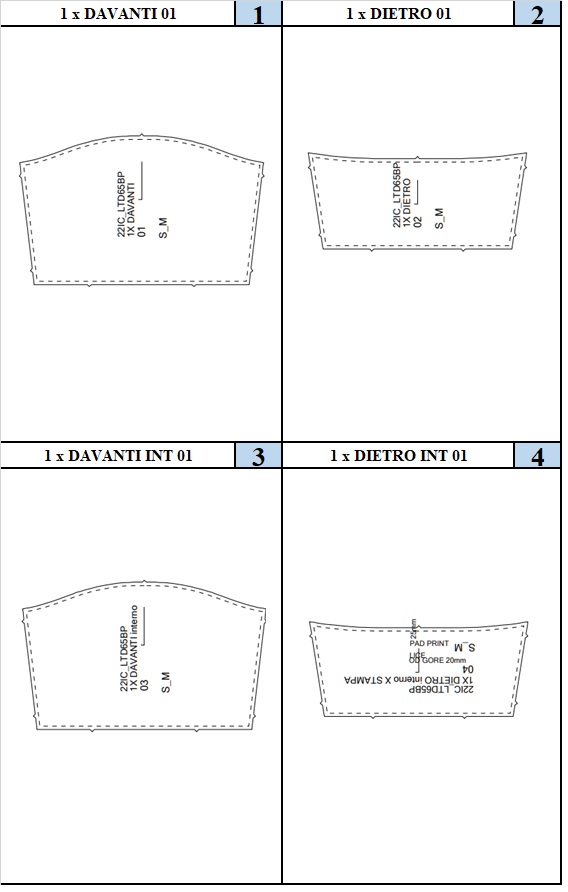 1 x DAVANTI 01
1
1 x DIETRO 01
2
22IC_LTD65BP
1X DAVANTI
01
S_M
22IC_LTD65BP
1X DIETRO
02
S_M
1 x DAVANTI INT 01
3
1 x DIETRO INT 01
4
22IC_LTD65BP
1X DAVANTI interno
03
S_M
25mm
PAD PRINT
S_M
LICE
OD GORE 20mm
04
1X DIETRO interno X STAMPA
22IC_LTD65BP